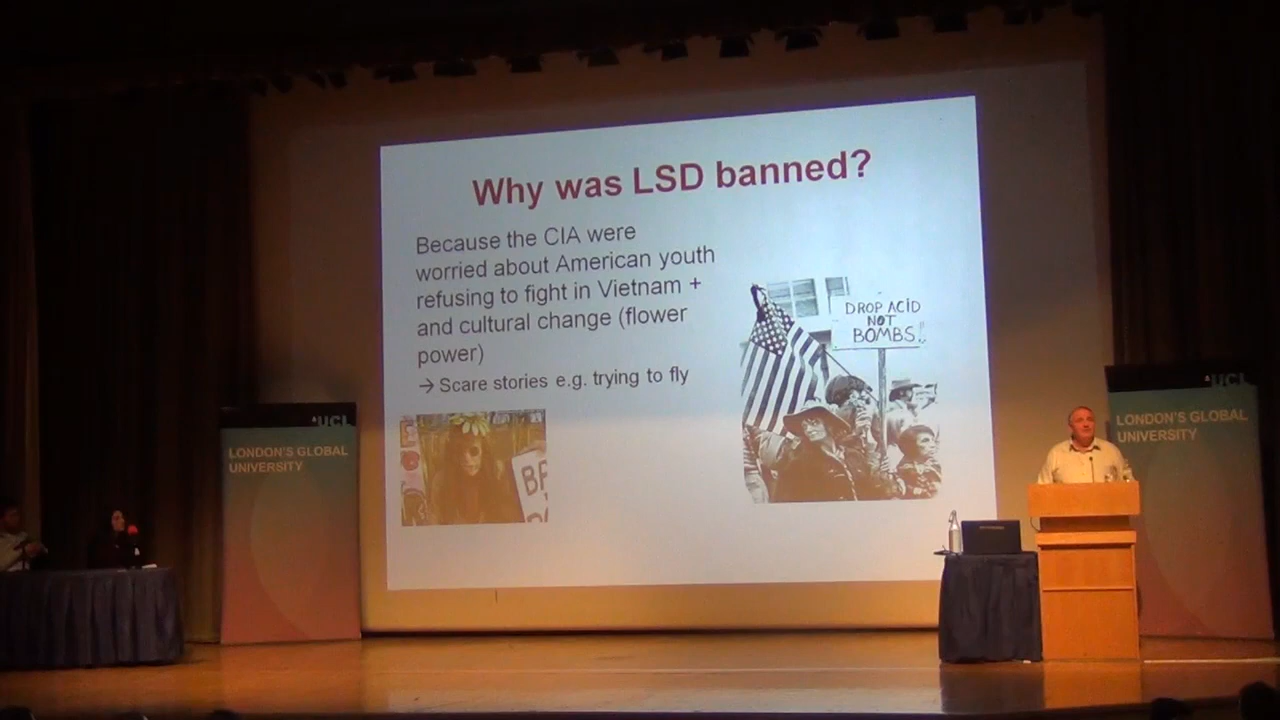 Why was LSD banned?
Because the CIA were
worried about American youth
refusing to fight in Vietnam +
and cultural change (flower
power)
→ Scare stories e.g. trying to fly
DROP ACID
NOT
BOMBS!!
UCL
LONDON'S GLOBAL
UNIVERSITY
UCL
LONDON'S GLOBAL
UNIVERSITY